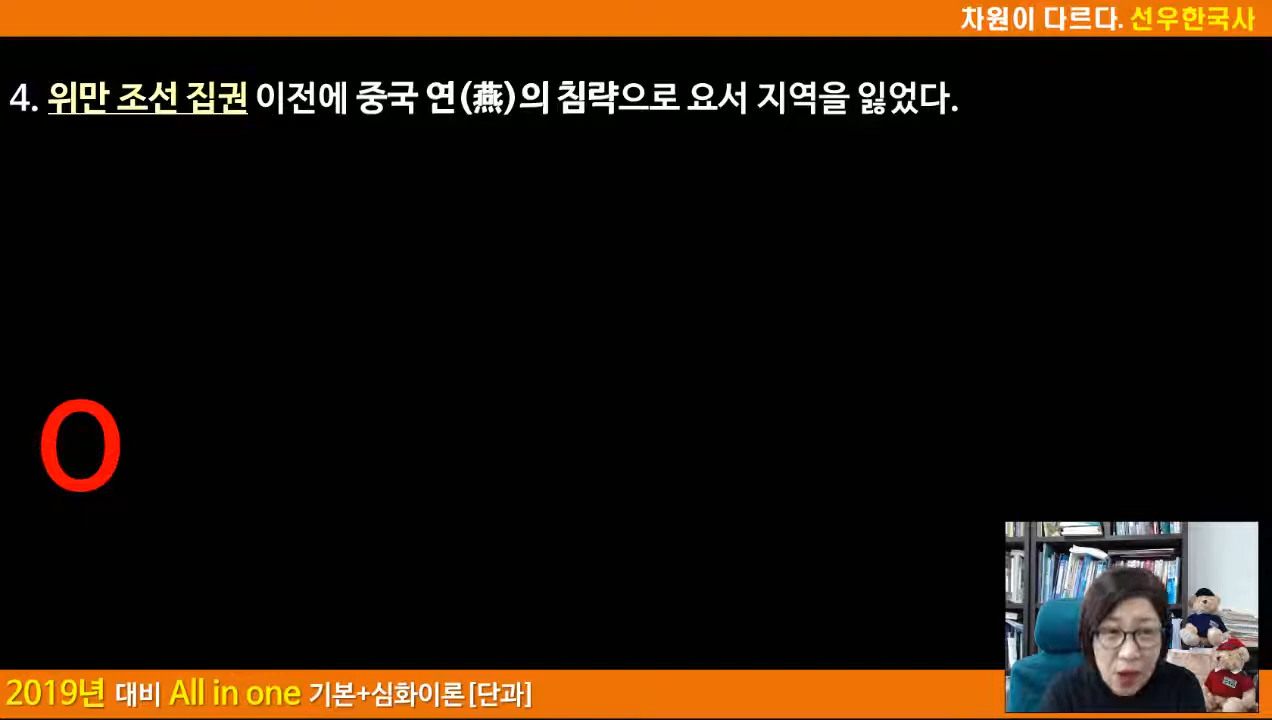 차원이 다르다. 선우한국사
4. 위만 조선 집권 이전에 중국 연(燕)의 침략으로 요서 지역을 잃었다.
O
2019년 대비 All in one 기본+심화이론[단과]